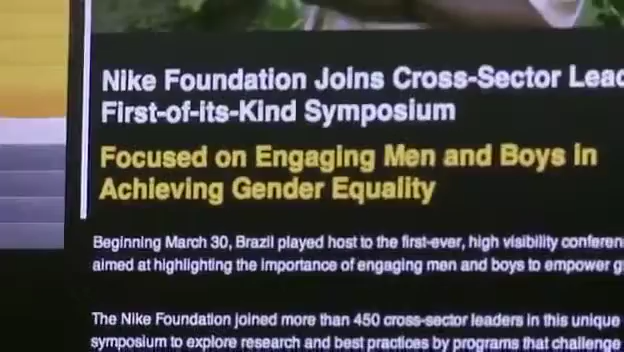 Nike Foundation Joins Cross-Sector Lead
First-of-its-Kind Symposium
Focused on Engaging Men and Boys in
Achieving Gender Equality
Beginning March 30, Brazil played host to the first-ever, high visibility conferen
aimed at highlighting the importance of engaging men and boys to empower g
The Nike Foundation joined more than 450 cross-sector leaders in this unique
symposium to explore research and best practices by programs that challenge